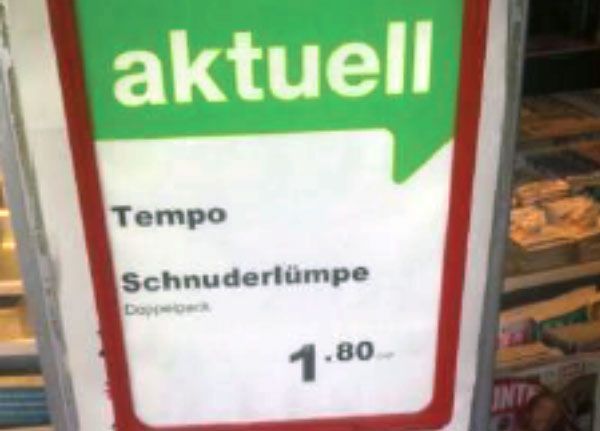 aktuell
Tempo
Schnuderlümpe
Doppelpack
1.80